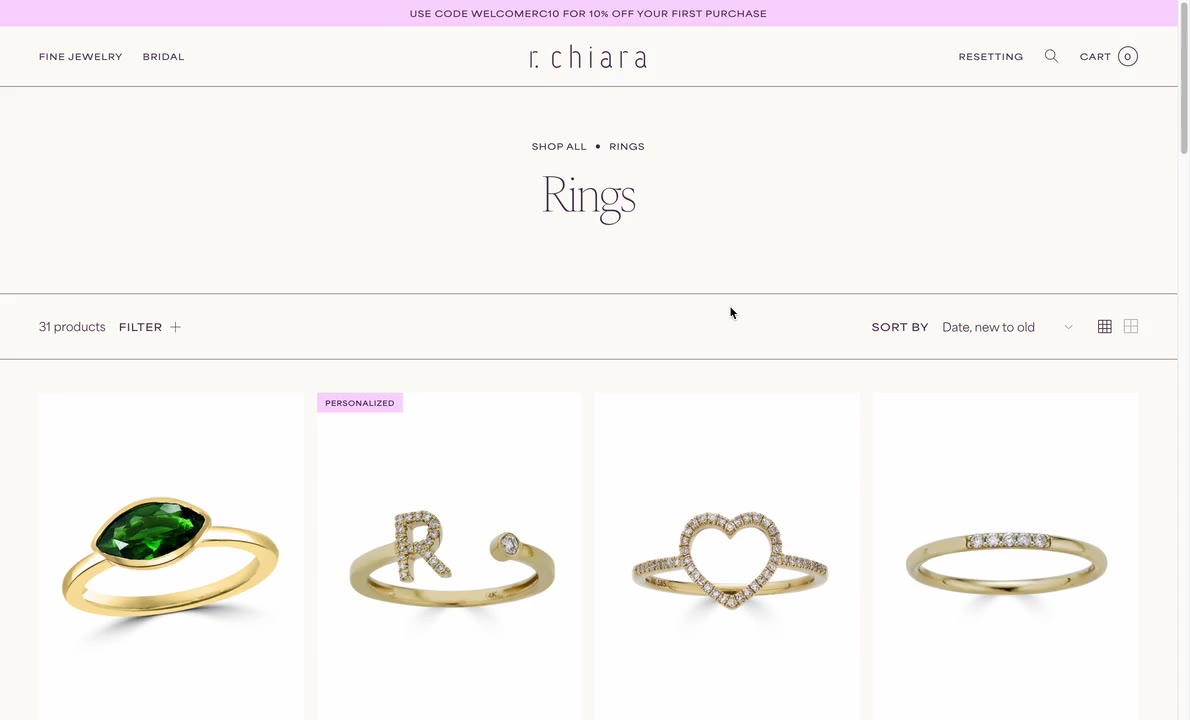 USE CODE WELCOMERC10 FOR 10% OFF YOUR FIRST PURCHASE
FINE JEWELRY BRIDAL r. chiara RESETTING CART 0
SHOP ALL • RINGS
Rings
31 products FILTER + SORT BY Date, new to old
PERSONALIZED